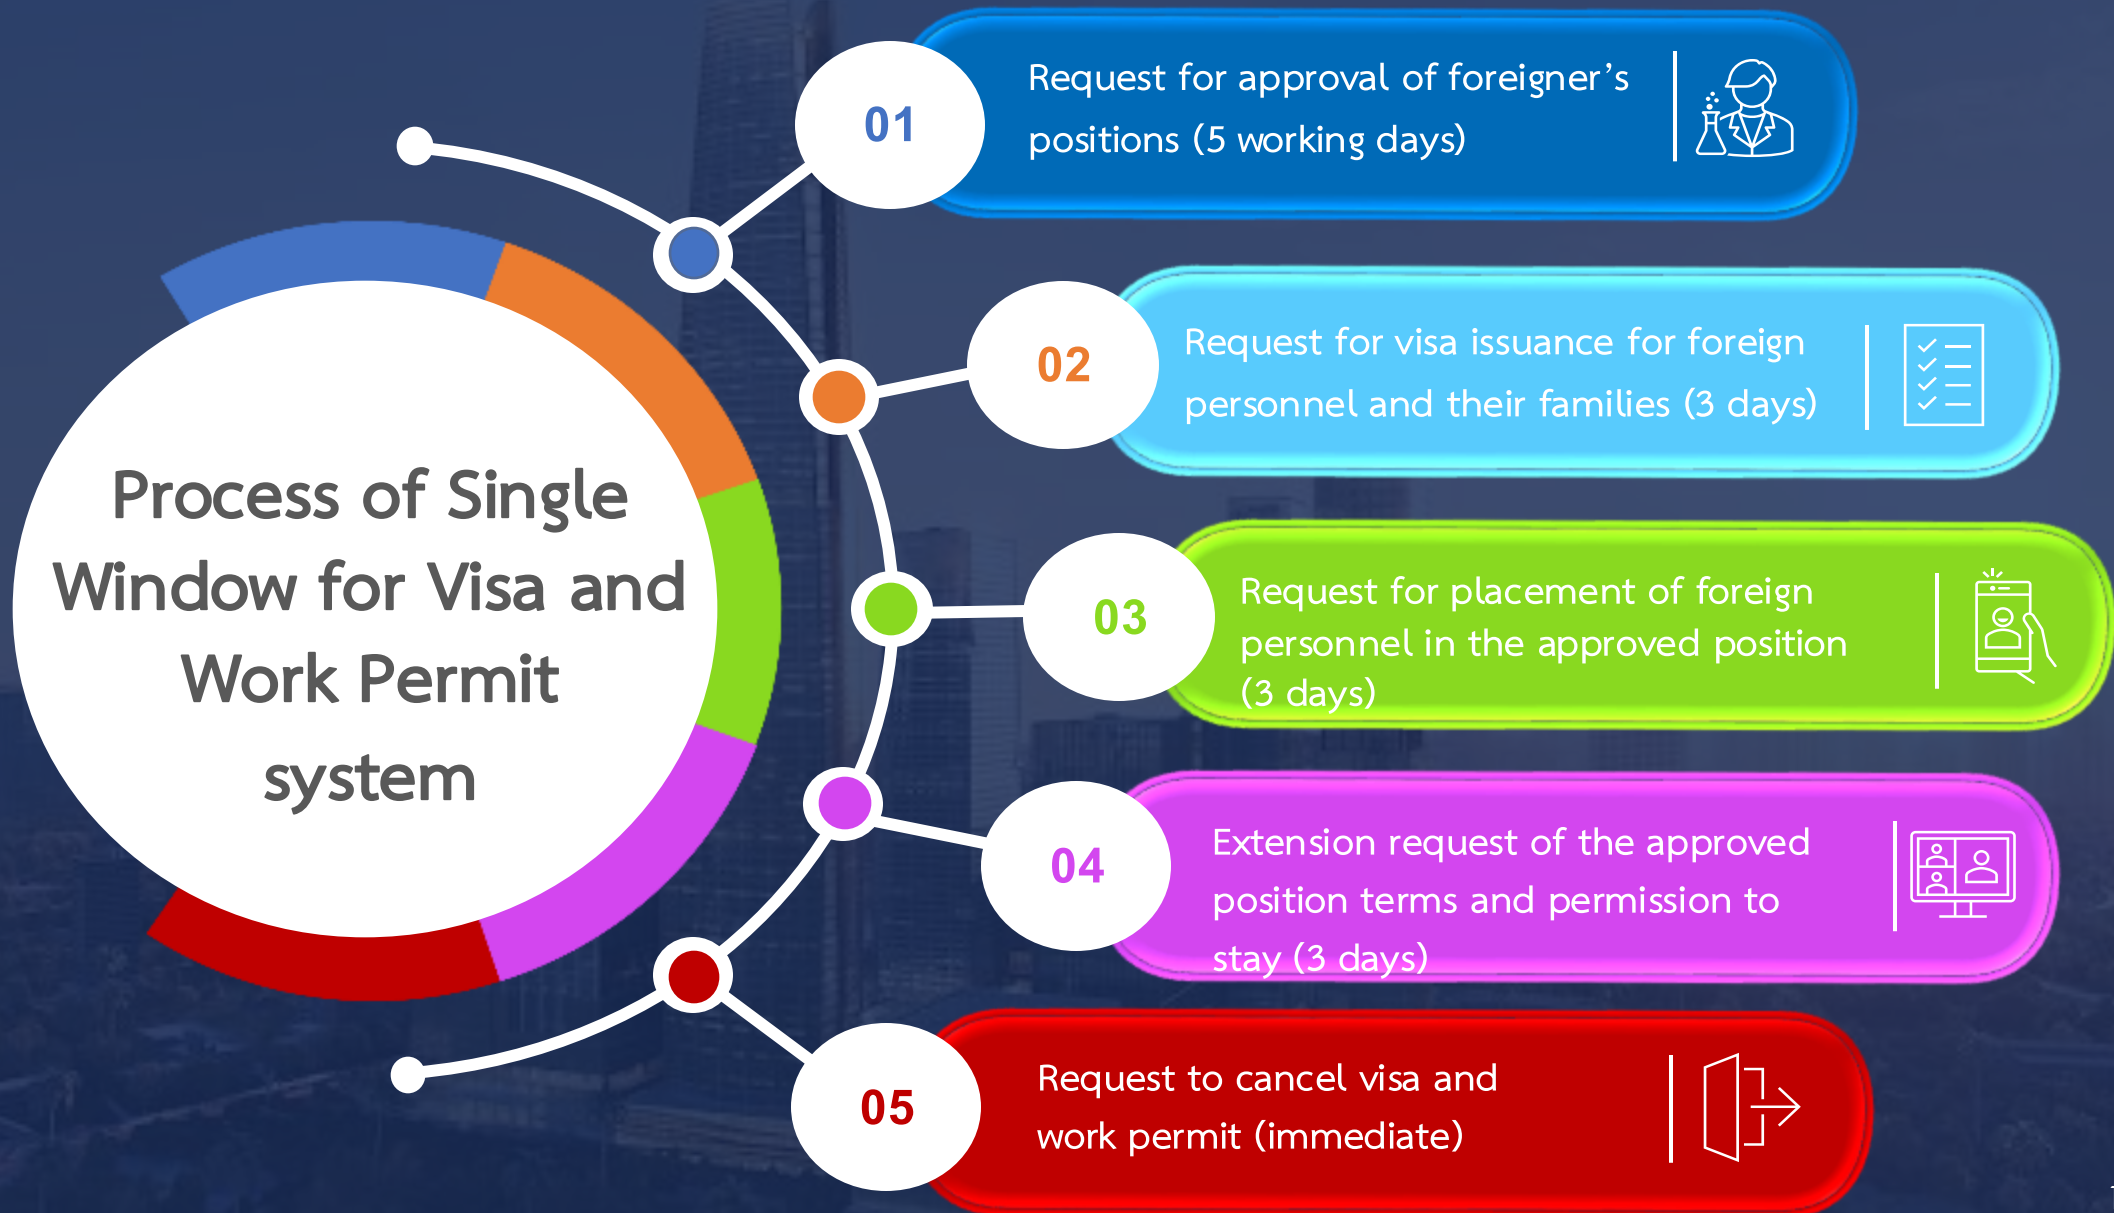 Process of Single
Window for Visa and
Work Permit
system
01
Request for approval of foreigner’s
positions (5 working days)
02
Request for visa issuance for foreign
personnel and their families (3 days)
03
Request for placement of foreign
personnel in the approved position
(3 days)
04
Extension request of the approved
position terms and permission to
stay (3 days)
05
Request to cancel visa and
work permit (immediate)